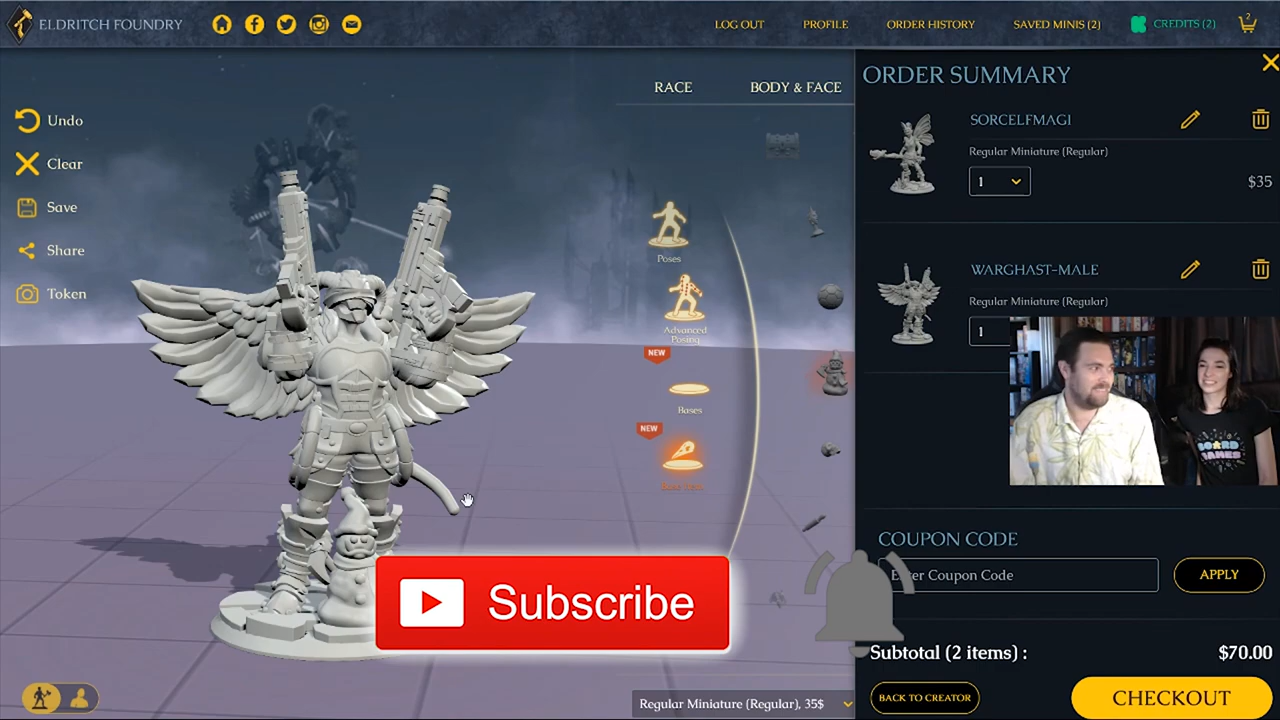 ELDRITCH FOUNDRY
LOG OUT
PROFILE
ORDER HISTORY
SAVED MINIS (2)
CREDITS (2)
2
Undo
Clear
Save
Share
Token
RACE
BODY & FACE
Poses
Advanced
Posing
NEW
Bases
NEW
ORDER SUMMARY
SORCELFMAGI
Regular Miniature (Regular)
1
$35
WARGHAST-MALE
Regular Miniature (Regular)
1
BOARD
GAMES
COUPON CODE
Enter Coupon Code
APPLY
Subscribe
Subtotal (2 items) :
$70.00
Regular Miniature (Regular), 35$
BACK TO CREATOR
CHECKOUT